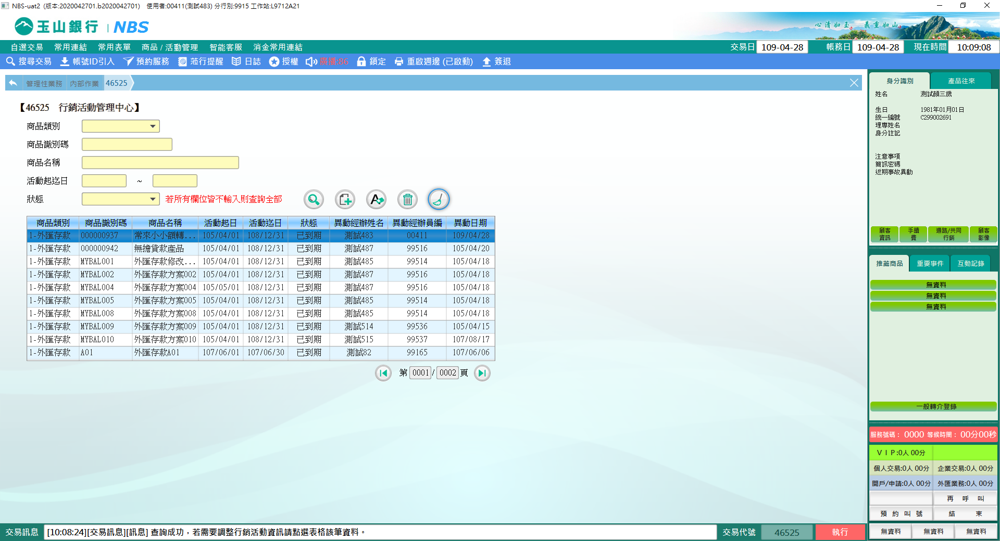 NBS-uat2 (版本:2020042701.b2020042701) 使用者:00411(測試483) 分行別:9915 工作站:L9712A21
玉山銀行 | NBS
心清如玉。 義重如山。
自選交易 常用連結 常用表單 商品 / 活動管理 智能客服 消金常用連結
交易日 109-04-28 帳務日 109-04-28 現在時間 10:09:08
搜尋交易 帳號ID引入 預約服務 蒞行提醒 日誌 授權 廣播:86 鎖定 重啟週邊 (已啟動) 簽退
管理性業務 內部作業 46525
【46525 行銷活動管理中心】
商品類別
商品識別碼
商品名稱
活動起迄日 ~
狀態 若所有欄位皆不輸入則查詢全部
商品類別 商品識別碼 商品名稱 活動起日 活動迄日 狀態 異動經辦姓名 異動經辦員編 異動日期
1-外匯存款 000000937 常來小小額轉... 105/04/01 108/12/31 已到期 測試483 00411 109/04/28
1-外匯存款 000000942 無擔貸款產品 105/04/01 108/12/31 已到期 測試487 99516 105/04/20
1-外匯存款 MYBAL001 外匯存款修改... 105/04/01 108/12/31 已到期 測試485 99514 105/04/18
1-外匯存款 MYBAL002 外匯存款方案002 105/04/01 108/12/31 已到期 測試487 99516 105/04/18
1-外匯存款 MYBAL004 外匯存款方案004 105/05/01 108/12/31 已到期 測試487 99516 105/04/18
1-外匯存款 MYBAL005 外匯存款方案005 105/04/01 108/12/31 已到期 測試485 99514 105/04/18
1-外匯存款 MYBAL008 外匯存款方案008 105/04/01 108/12/31 已到期 測試485 99514 105/04/18
1-外匯存款 MYBAL009 外匯存款方案009 105/04/01 108/12/31 已到期 測試514 99536 105/04/15
1-外匯存款 MYBAL010 外匯存款方案010 105/04/01 108/12/31 已到期 測試515 99537 107/08/17
1-外匯存款 A01 外匯存款A01 107/06/01 107/06/30 已到期 測試82 99165 107/06/06
第 0001 / 0002 頁
身分識別 產品往來
姓名 測試顏三歲
生日 1981年01月01日
統一編號 C299002691
理專姓名
身分註記
注意事項
簡訊密碼
近期事故異動
顧客資訊 手續費 通路/共同行銷 顧客影像
推薦商品 重要事件 互動記錄
無資料
無資料
無資料
一般轉介登錄
服務號碼： 0000 等候時間： 00分00秒
ＶＩＰ:0人 00分
個人交易:0人 00分 企業交易:0人 00分
開戶/申請:0人 00分 外匯業務:0人 00分
再 呼 叫
預 約 叫 號 結 束
無資料 無資料 無資料
交易訊息 [10:08:24][交易訊息][訊息] 查詢成功，若需要調整行銷活動資訊請點選表格該筆資料。 交易代號 46525 執行